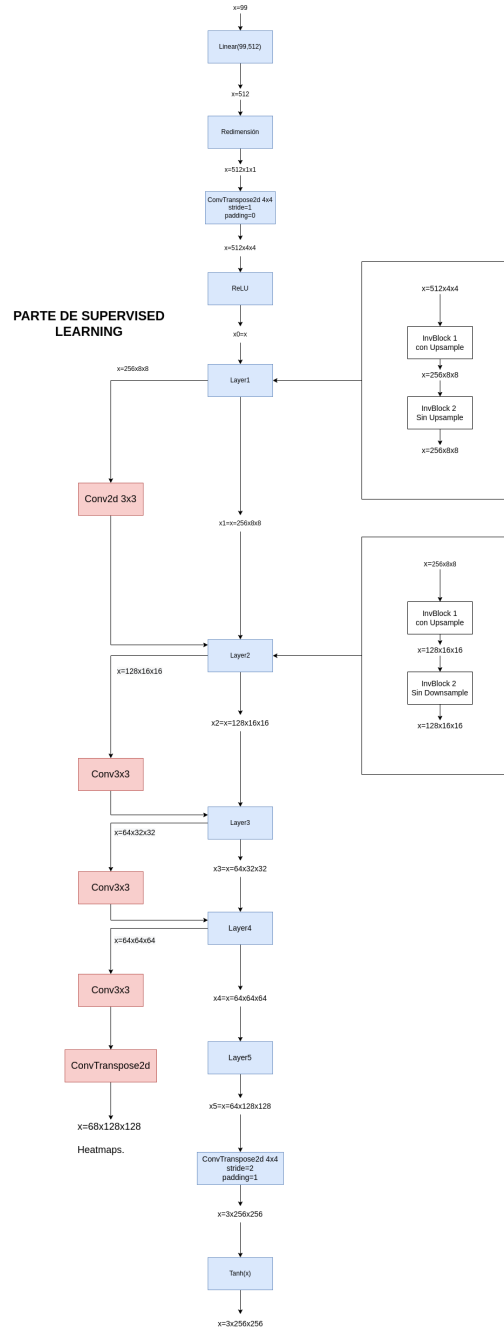 x=99
Linear(99,512)
x=512
Redimensión
x=512x1x1
ConvTranspose2d 4x4
stride=1
padding=0
x=512x4x4
ReLU
x0=x
PARTE DE SUPERVISED
LEARNING
Layer1
x=256x8x8
Conv2d 3x3
x1=x=256x8x8
x=512x4x4
InvBlock 1
con Upsample
x=256x8x8
InvBlock 2
Sin Upsample
x=256x8x8
Layer2
x=128x16x16
Conv3x3
x2=x=128x16x16
x=256x8x8
InvBlock 1
con Upsample
x=128x16x16
InvBlock 2
Sin Downsample
x=128x16x16
Layer3
x=64x32x32
Conv3x3
x3=x=64x32x32
Layer4
x=64x64x64
Conv3x3
x4=x=64x64x64
ConvTranspose2d
x=68x128x128
Heatmaps.
Layer5
x5=x=64x128x128
ConvTranspose2d 4x4
stride=2
padding=1
x=3x256x256
Tanh(x)
x=3x256x256